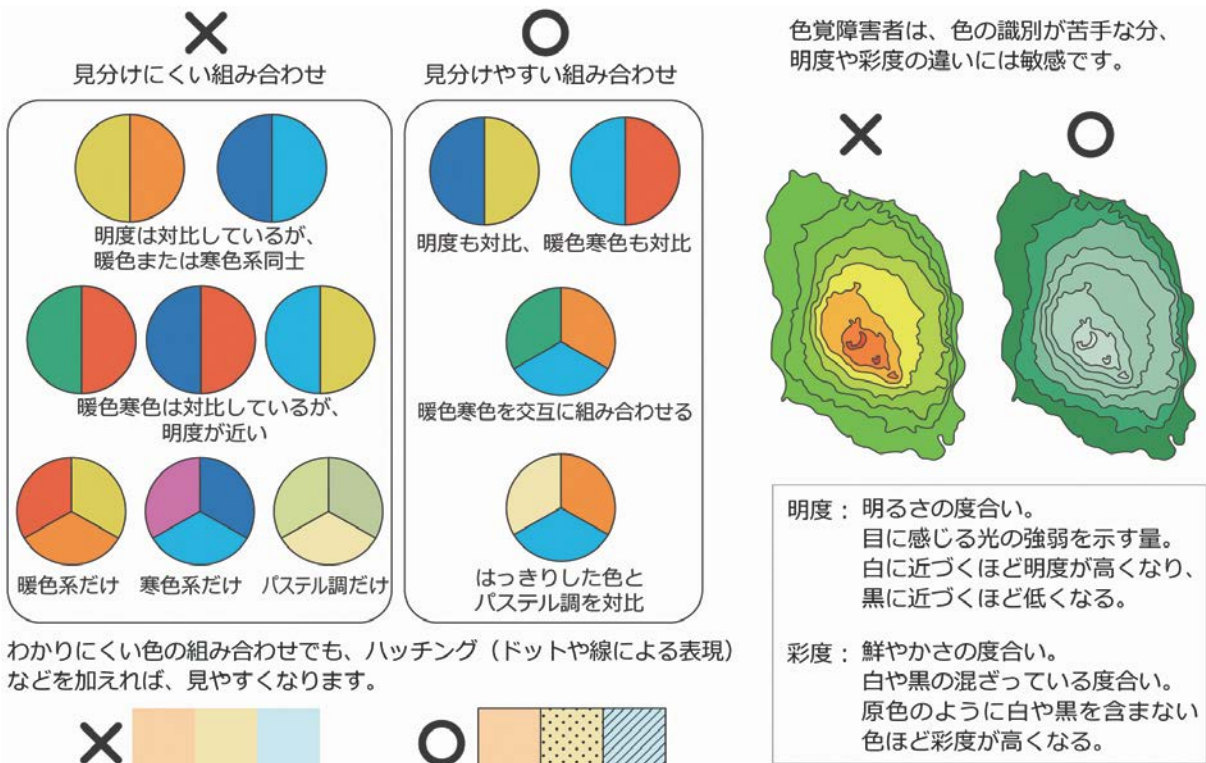 見分けにくい組み合わせ
明度は対比しているが、
暖色または寒色系同士
暖色寒色は対比しているが、
明度が近い
暖色系だけ
寒色系だけ
パステル調だけ
見分けやすい組み合わせ
明度も対比、暖色寒色も対比
暖色寒色を交互に組み合わせる
はっきりした色と
パステル調を対比
わかりにくい色の組み合わせでも、ハッチング（ドットや線による表現）
などを加えれば、見やすくなります。
色覚障害者は、色の識別が苦手な分、
明度や彩度の違いには敏感です。
明度： 明るさの度合い。
目に感じる光の強弱を示す量。
白に近づくほど明度が高くなり、
黒に近づくほど低くなる。
彩度： 鮮やかさの度合い。
白や黒の混ざっている度合い。
原色のように白や黒を含まない
色ほど彩度が高くなる。